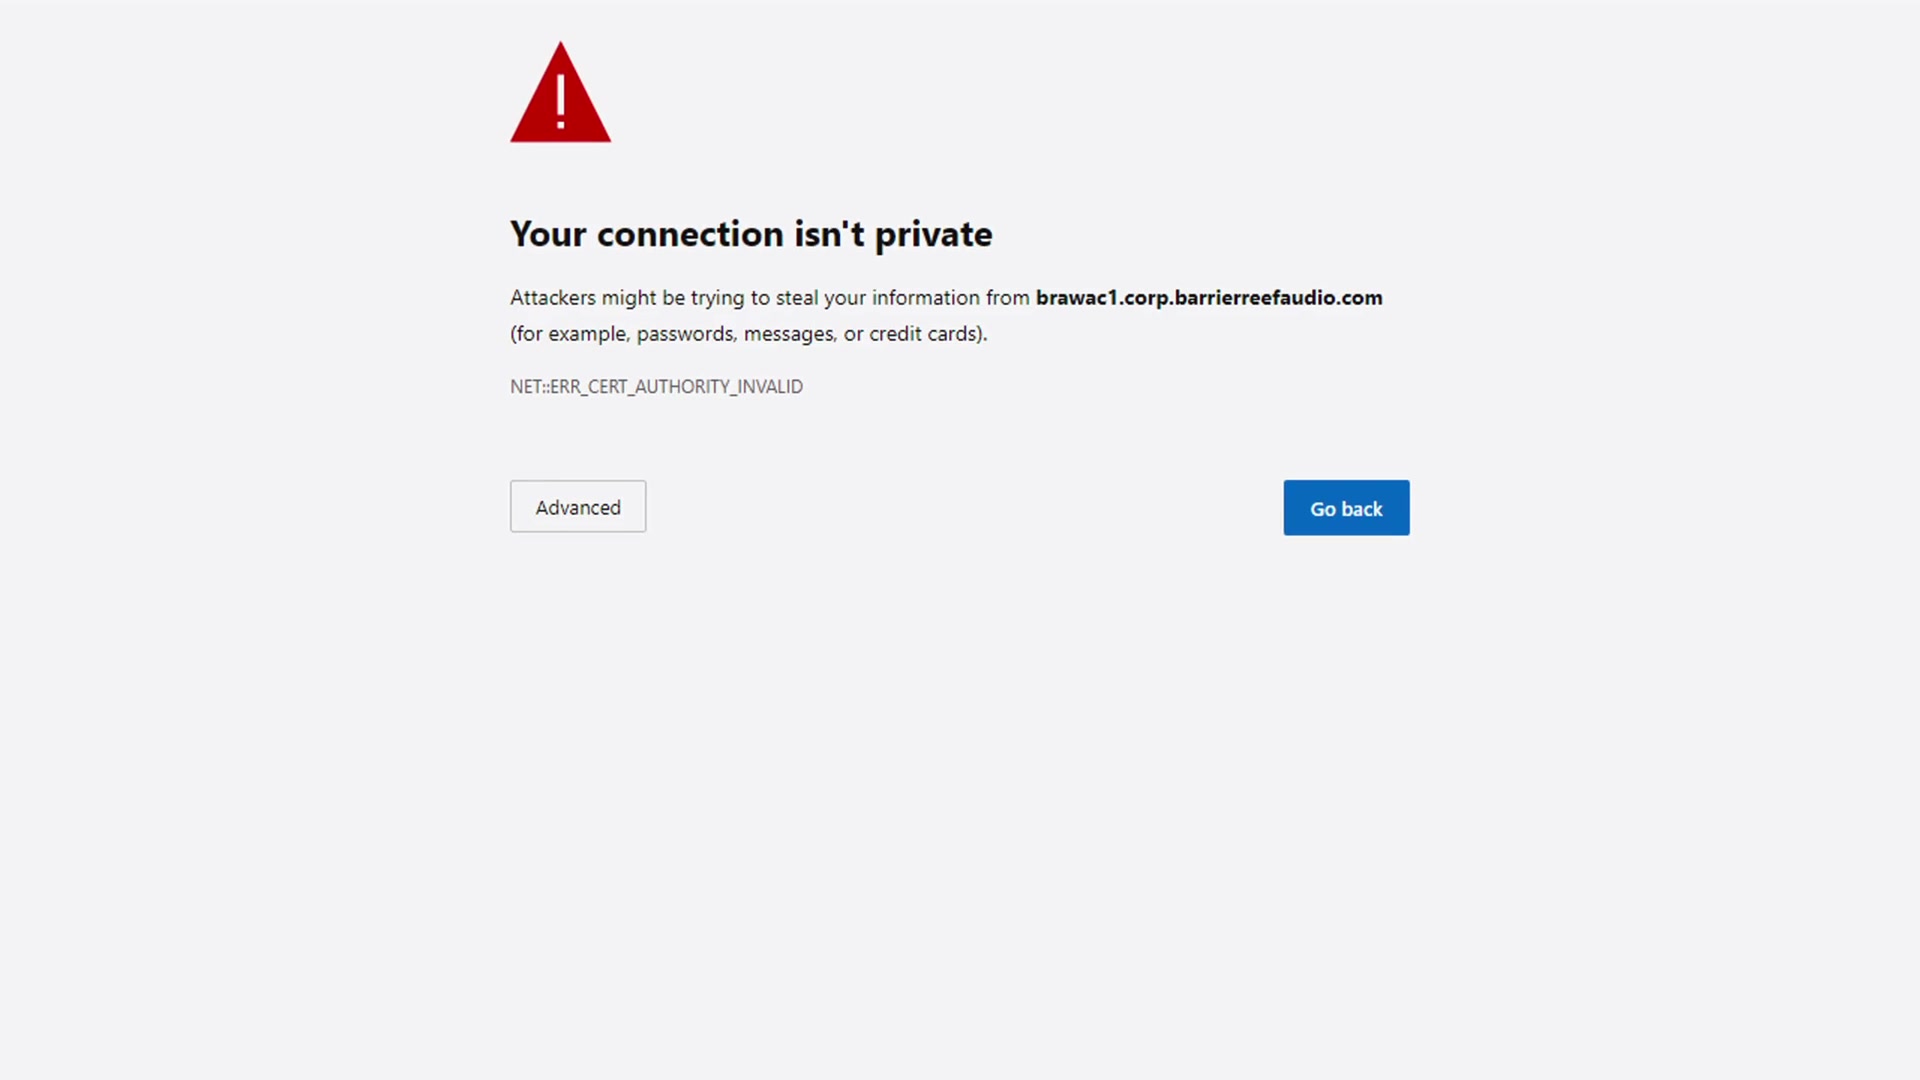 !
Your connection isn't private
Attackers might be trying to steal your information from brawac1.corp.barrierreefaudio.com
(for example, passwords, messages, or credit cards).
NET::ERR_CERT_AUTHORITY_INVALID
Advanced
Go back